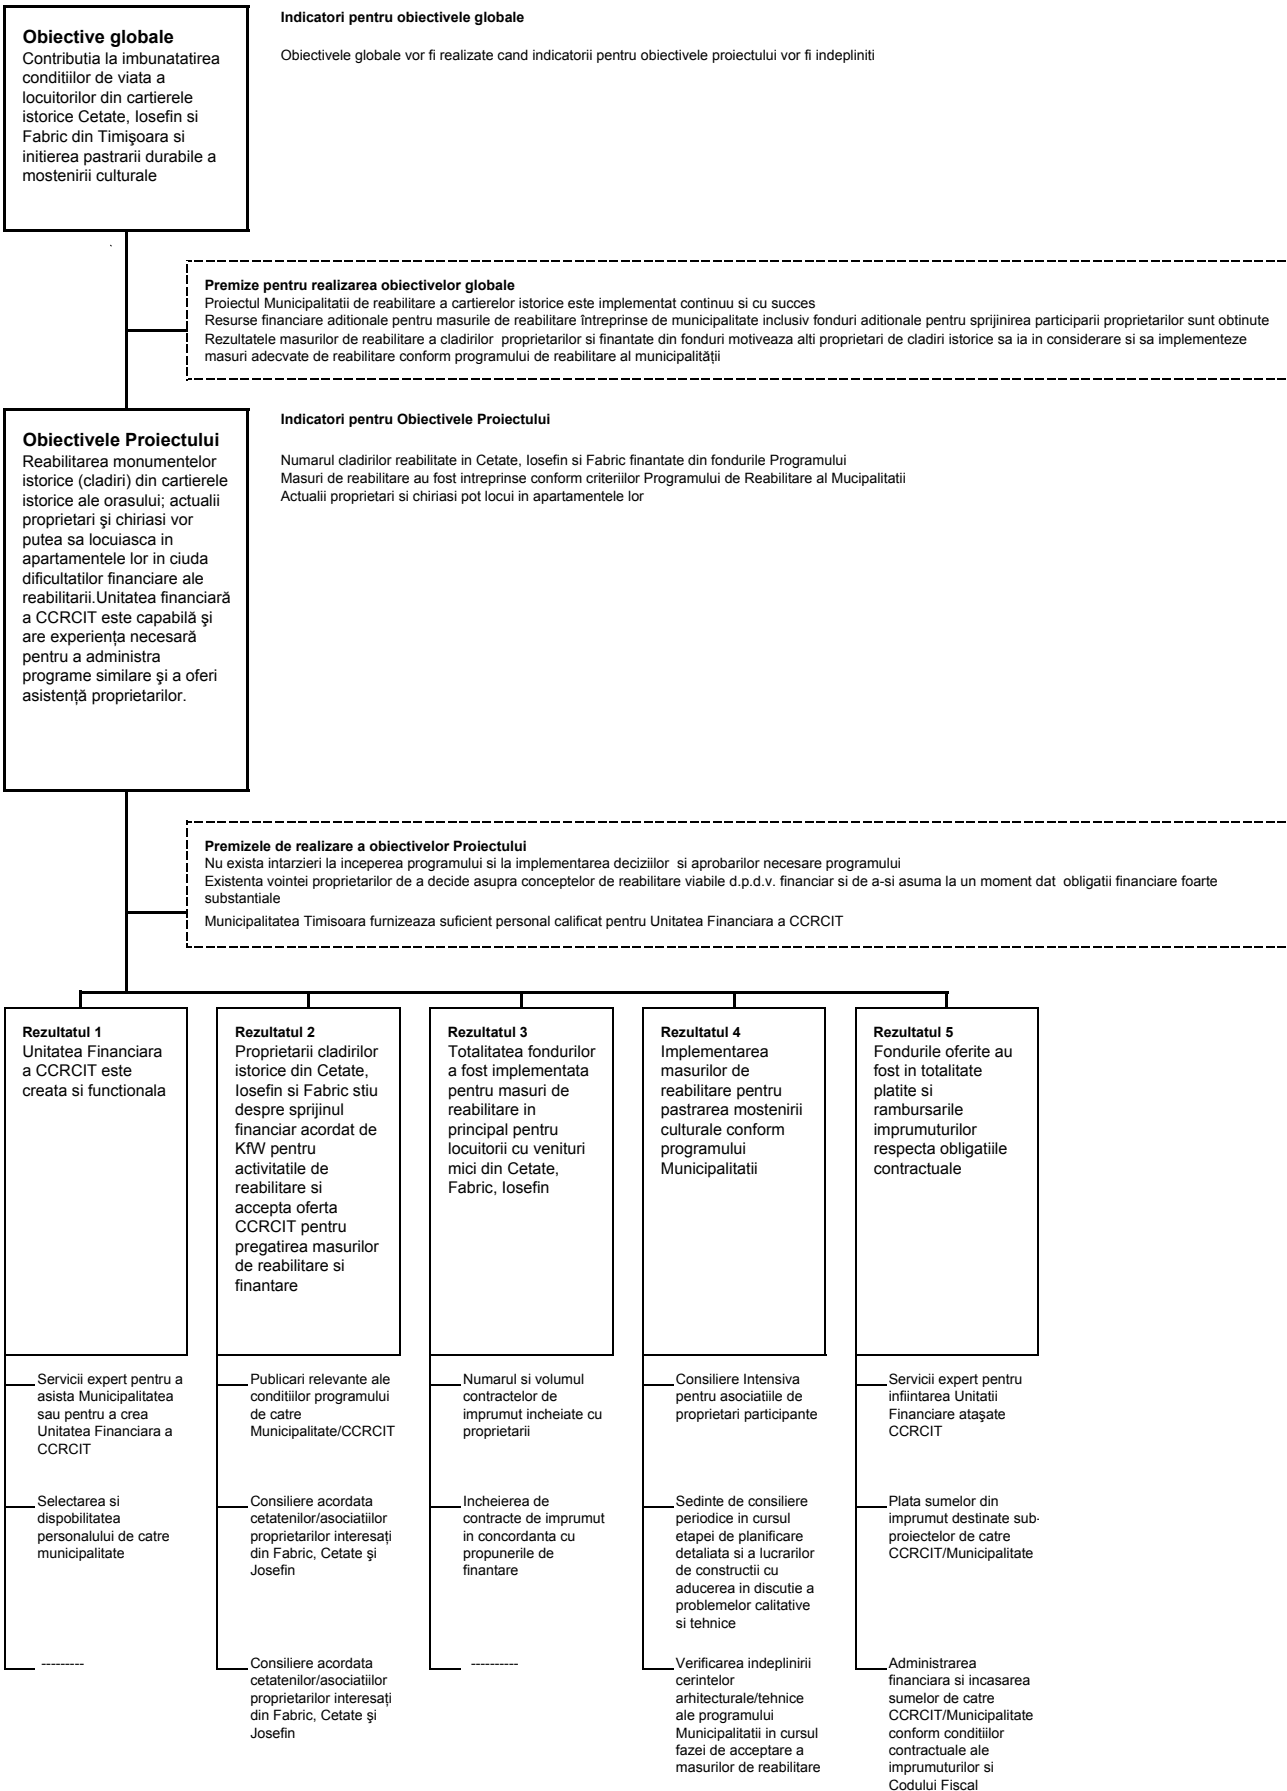 Obiective globale
Contributia la imbunatatirea
conditiilor de viata a
locuitorilor din cartierele
istorice Cetate, Iosefin si
Fabric din Timişoara si
initierea pastrarii durabile a
mostenirii culturale
Indicatori pentru obiectivele globale
Obiectivele globale vor fi realizate cand indicatorii pentru obiectivele proiectului vor fi indepliniti
Premize pentru realizarea obiectivelor globale
Proiectul Municipalitatii de reabilitare a cartierelor istorice este implementat continuu si cu succes
Resurse financiare aditionale pentru masurile de reabilitare întreprinse de municipalitate inclusiv fonduri aditionale pentru sprijinirea participarii proprietarilor sunt obtinute
Rezultatele masurilor de reabilitare a cladirilor proprietarilor si finantate din fonduri motiveaza alti proprietari de cladiri istorice sa ia in considerare si sa implementeze
masuri adecvate de reabilitare conform programului de reabilitare al municipalităţii
Obiectivele Proiectului
Reabilitarea monumentelor
istorice (cladiri) din cartierele
istorice ale orasului; actualii
proprietari şi chiriasi vor
putea sa locuiasca in
apartamentele lor in ciuda
dificultatilor financiare ale
reabilitarii.Unitatea financiară
a CCRCIT este capabilă şi
are experienţa necesară
pentru a administra
programe similare şi a oferi
asistenţă proprietarilor.
Indicatori pentru Obiectivele Proiectului
Numarul cladirilor reabilitate in Cetate, Iosefin si Fabric finantate din fondurile Programului
Masuri de reabilitare au fost intreprinse conform criteriilor Programului de Reabilitare al Mucipalitatii
Actualii proprietari si chiriasi pot locui in apartamentele lor
Premizele de realizare a obiectivelor Proiectului
Nu exista intarzieri la inceperea programului si la implementarea deciziilor si aprobarilor necesare programului
Existenta vointei proprietarilor de a decide asupra conceptelor de reabilitare viabile d.p.d.v. financiar si de a-si asuma la un moment dat obligatii financiare foarte
substantiale
Municipalitatea Timisoara furnizeaza suficient personal calificat pentru Unitatea Financiara a CCRCIT
Rezultatul 1
Unitatea Financiara
a CCRCIT este
creata si functionala
Rezultatul 2
Proprietarii cladirilor
istorice din Cetate,
Iosefin si Fabric stiu
despre sprijinul
financiar acordat de
KfW pentru
activitatile de
reabilitare si
accepta oferta
CCRCIT pentru
pregatirea masurilor
de reabilitare si
finantare
Rezultatul 3
Totalitatea fondurilor
a fost implementata
pentru masuri de
reabilitare in
principal pentru
locuitorii cu venituri
mici din Cetate,
Fabric, Iosefin
Rezultatul 4
Implementarea
masurilor de
reabilitare pentru
pastrarea mostenirii
culturale conform
programului
Municipalitatii
Rezultatul 5
Fondurile oferite au
fost in totalitate
platite si
rambursarile
imprumuturilor
respecta obligatiile
contractuale
Servicii expert pentru a
asista Municipalitatea
sau pentru a crea
Unitatea Financiara a
CCRCIT
Publicari relevante ale
conditiilor programului
de catre
Municipalitate/CCRCIT
Numarul si volumul
contractelor de
imprumut incheiate cu
proprietarii
Consiliere Intensiva
pentru asociatiile de
proprietari participante
Servicii expert pentru
infiintarea Unitatii
Financiare ataşate
CCRCIT
Selectarea si
dispobilitatea
personalului de catre
municipalitate
Consiliere acordata
cetatenilor/asociatiilor
proprietarilor interesaţi
din Fabric, Cetate şi
Josefin
Incheierea de
contracte de imprumut
in concordanta cu
propunerile de
finantare
Sedinte de consiliere
periodice in cursul
etapei de planificare
detaliata si a lucrarilor
de constructii cu
aducerea in discutie a
problemelor calitative
si tehnice
Plata sumelor din
imprumut destinate sub-
proiectelor de catre
CCRCIT/Municipalitate
---------
Consiliere acordata
cetatenilor/asociatiilor
proprietarilor interesaţi
din Fabric, Cetate şi
Josefin
----------
Verificarea indeplinirii
cerintelor
arhitecturale/tehnice
ale programului
Municipalitatii in cursul
fazei de acceptare a
masurilor de reabilitare
Administrarea
financiara si incasarea
sumelor de catre
CCRCIT/Municipalitate
conform conditiilor
contractuale ale
imprumuturilor si
Codului Fiscal